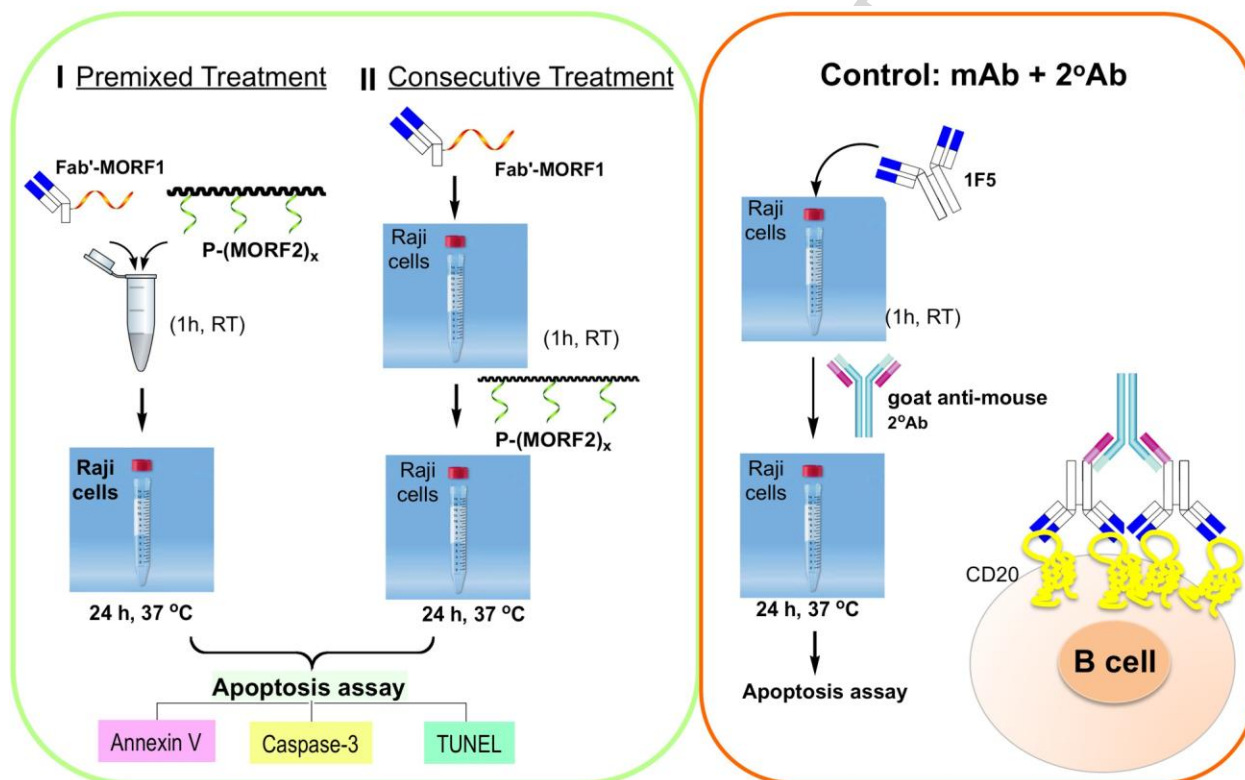 I Premixed Treatment
Fab'-MORF1
P-(MORF2)x
(1h, RT)
Raji
cells
24 h, 37 °C
II Consecutive Treatment
Fab'-MORF1
Raji
cells
(1h, RT)
P-(MORF2)x
Raji
cells
24 h, 37 °C
Apoptosis assay
Annexin V
Caspase-3
TUNEL
Control: mAb + 2°Ab
1F5
Raji
cells
(1h, RT)
goat anti-mouse
2°Ab
Raji
cells
24 h, 37 °C
Apoptosis assay
CD20
B cell